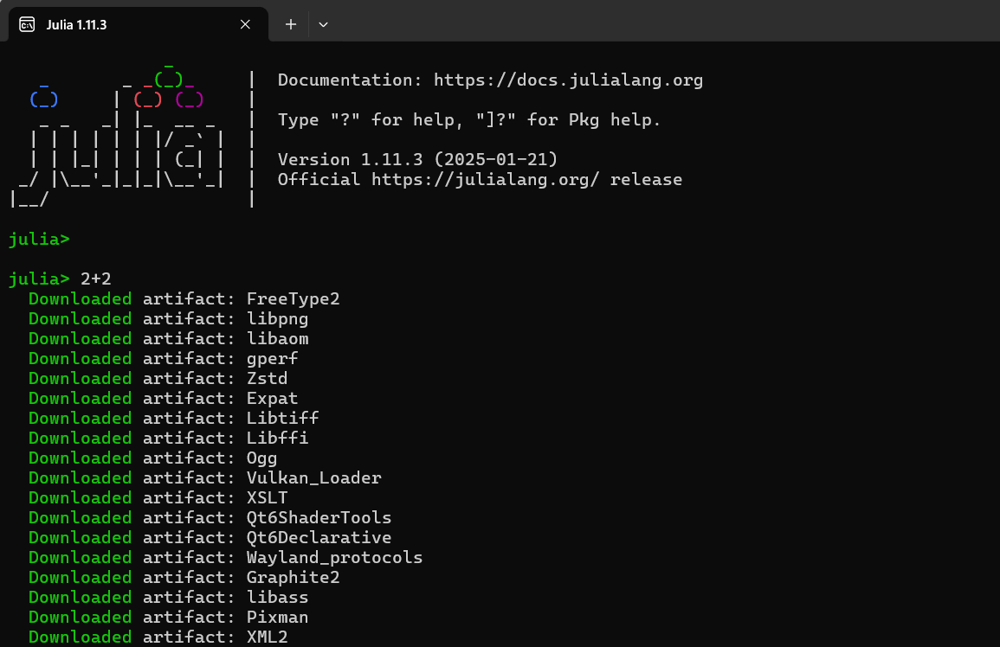 Julia 1.11.3
Documentation: https://docs.julialang.org
Type "?" for help, "]?" for Pkg help.
Version 1.11.3 (2025-01-21)
Official https://julialang.org/ release
julia>
julia> 2+2
Downloaded artifact: FreeType2
Downloaded artifact: libpng
Downloaded artifact: libaom
Downloaded artifact: gperf
Downloaded artifact: Zstd
Downloaded artifact: Expat
Downloaded artifact: Libtiff
Downloaded artifact: Libffi
Downloaded artifact: Ogg
Downloaded artifact: Vulkan_Loader
Downloaded artifact: XSLT
Downloaded artifact: Qt6ShaderTools
Downloaded artifact: Qt6Declarative
Downloaded artifact: Wayland_protocols
Downloaded artifact: Graphite2
Downloaded artifact: libass
Downloaded artifact: Pixman
Downloaded artifact: XML2